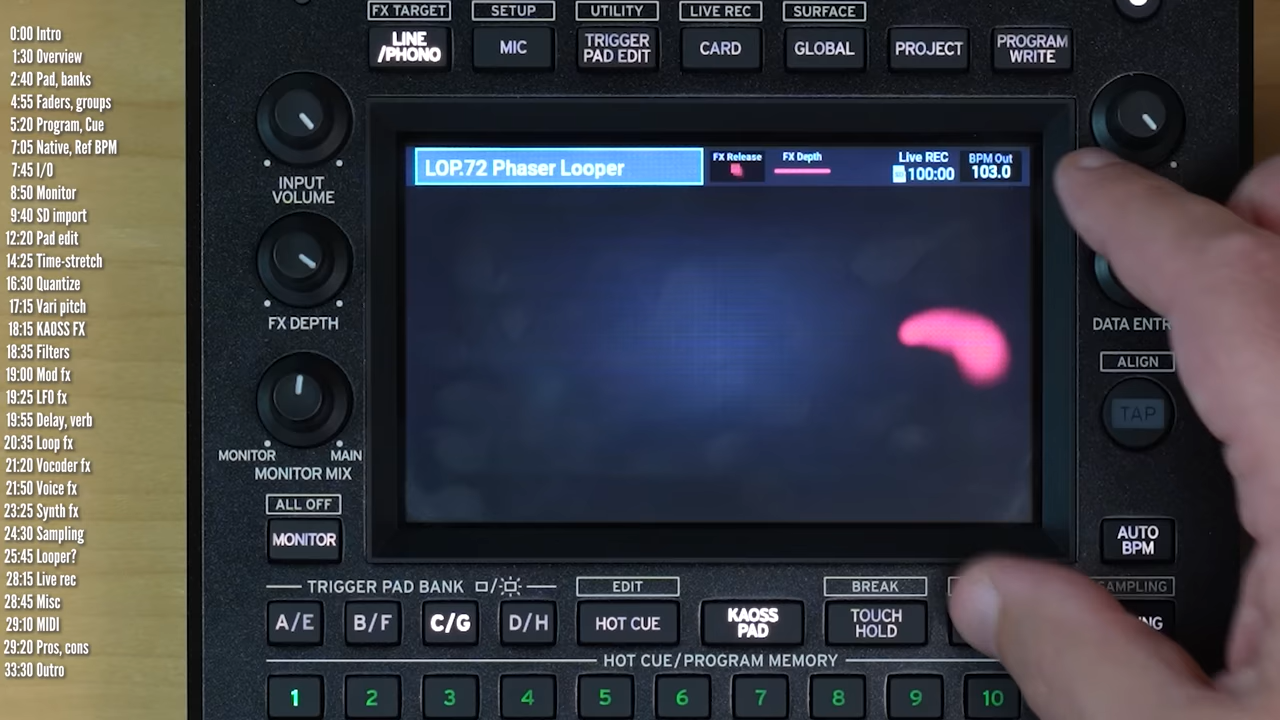 0:00 Intro
1:30 Overview
2:40 Pad, banks
4:55 Faders, groups
5:20 Program, Cue
7:05 Native, Ref BPM
7:45 I/O
8:50 Monitor
9:40 SD import
12:20 Pad edit
14:25 Time-stretch
16:30 Quantize
17:15 Vari pitch
18:15 KAOSS FX
18:35 Filters
19:00 Mod fx
19:25 LFO fx
19:55 Delay, verb
20:35 Loop fx
21:20 Vocoder fx
21:50 Voice fx
23:25 Synth fx
24:30 Sampling
25:45 Looper?
28:15 Live rec
28:45 Misc
29:10 MIDI
29:20 Pros, cons
33:30 Outro
FX TARGET SETUP UTILITY LIVE REC SURFACE
LINE /PHONO MIC TRIGGER PAD EDIT CARD GLOBAL PROJECT PROGRAM WRITE
LOP.72 Phaser Looper
FX Release
FX Depth
Live REC
100:00
BPM Out
103.0
INPUT VOLUME
FX DEPTH
DATA ENTR
ALIGN
TAP
MONITOR MAIN
MONITOR MIX
ALL OFF
MONITOR
AUTO BPM
TRIGGER PAD BANK
EDIT
BREAK
AMPLING
A/E B/F C/G D/H HOT CUE KAOSS PAD TOUCH HOLD NG
HOT CUE/PROGRAM MEMORY
1 2 3 4 5 6 7 8 9 10